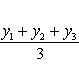 y₁ + y₂ + y₃
3